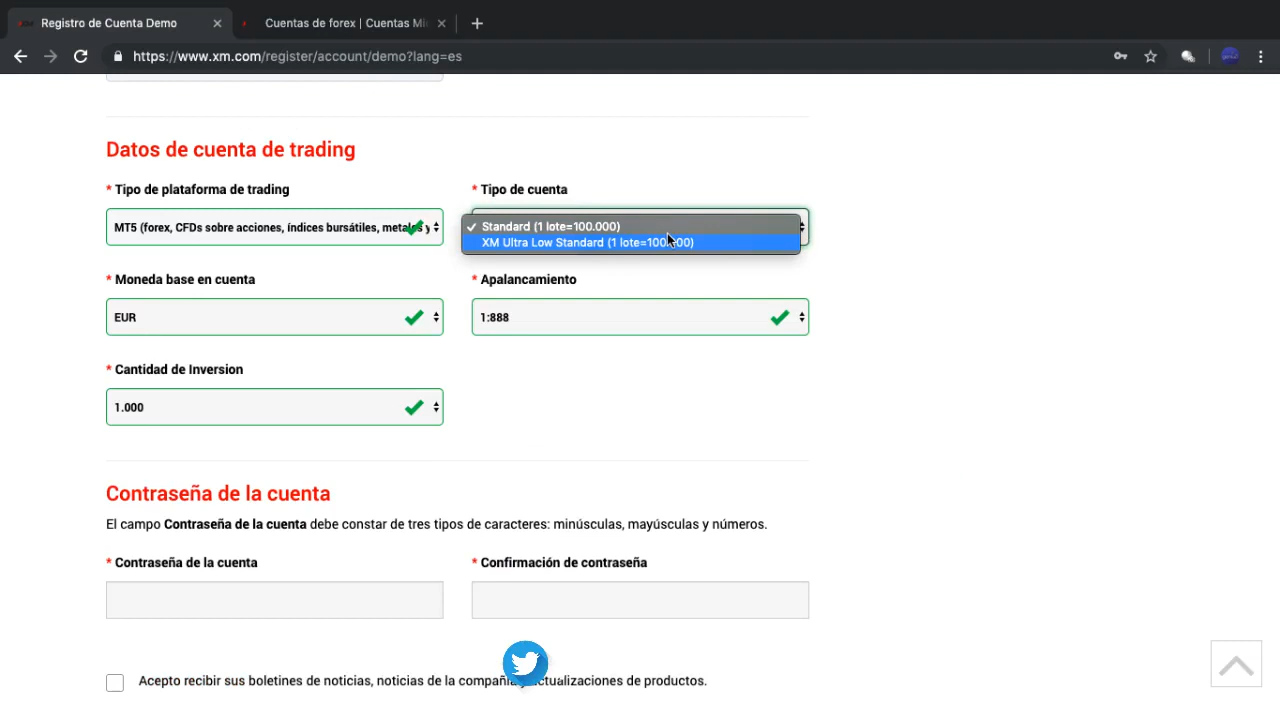 Registro de Cuenta Demo
Cuentas de forex | Cuentas Mi
https://www.xm.com/register/account/demo?lang=es
Datos de cuenta de trading
* Tipo de plataforma de trading
* Tipo de cuenta
MT5 (forex, CFDs sobre acciones, índices bursátiles, metales y
✓ Standard (1 lote=100.000)
XM Ultra Low Standard (1 lote=100.000)
* Moneda base en cuenta
* Apalancamiento
EUR
1:888
* Cantidad de Inversion
1.000
Contraseña de la cuenta
El campo Contraseña de la cuenta debe constar de tres tipos de caracteres: minúsculas, mayúsculas y números.
* Contraseña de la cuenta
* Confirmación de contraseña
Acepto recibir sus boletines de noticias, noticias de la compañía y actualizaciones de productos.